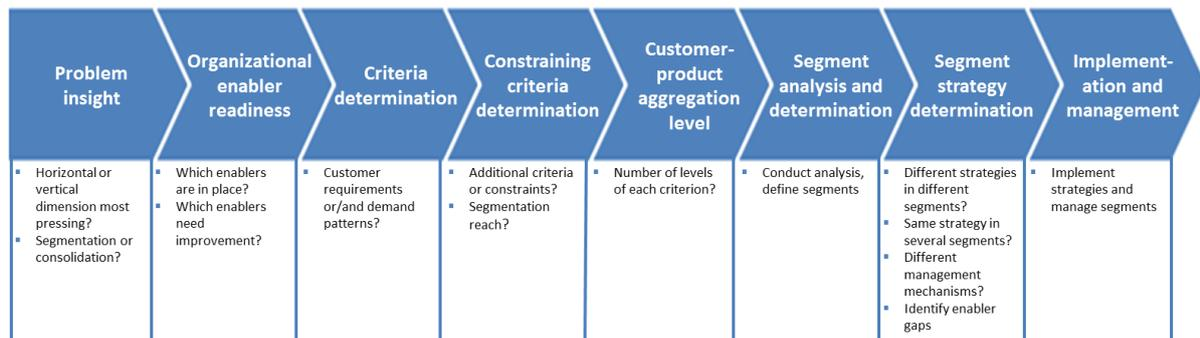 Problem
insight
Organizational
enabler
readiness
Criteria
determination
Constraining
criteria
determination
Customer-
product
aggregation
level
Segment
analysis and
determination
Segment
strategy
determination
Implement-
ation and
management
▪ Horizontal or
vertical
dimension most
pressing?
▪ Segmentation or
consolidation?
▪ Which enablers
are in place?
▪ Which enablers
need
improvement?
▪ Customer
requirements
or/and demand
patterns?
▪ Additional criteria
or constraints?
▪ Segmentation
reach?
▪ Number of levels
of each criterion?
▪ Conduct analysis,
define segments
▪ Different strategies
in different
segments?
▪ Same strategy in
several segments?
▪ Different
management
mechanisms?
▪ Identify enabler
gaps
▪ Implement
strategies and
manage segments